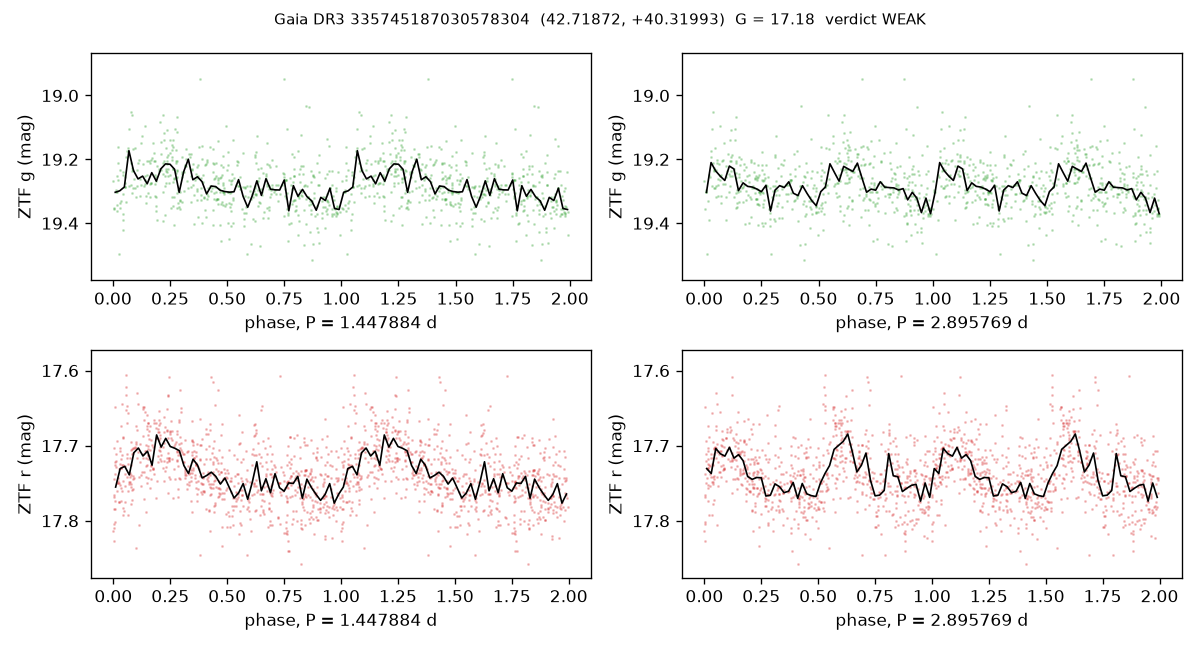 Gaia DR3 335745187030578304 (42.71872, +40.31993) G = 17.18 verdict WEAK
ZTF g (mag)
19.0
19.2
19.4
0.00 0.25 0.50 0.75 1.00 1.25 1.50 1.75 2.00
phase, P = 1.447884 d
ZTF g (mag)
19.0
19.2
19.4
0.00 0.25 0.50 0.75 1.00 1.25 1.50 1.75 2.00
phase, P = 2.895769 d
ZTF r (mag)
17.6
17.7
17.8
0.00 0.25 0.50 0.75 1.00 1.25 1.50 1.75 2.00
phase, P = 1.447884 d
ZTF r (mag)
17.6
17.7
17.8
0.00 0.25 0.50 0.75 1.00 1.25 1.50 1.75 2.00
phase, P = 2.895769 d